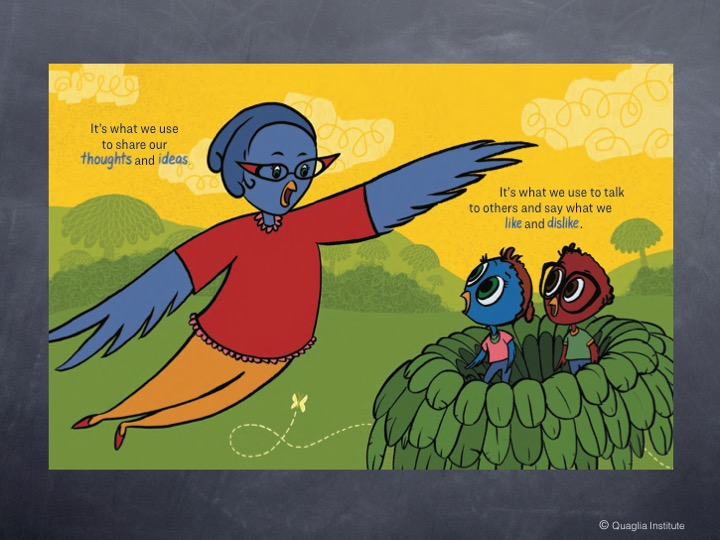 It's what we use
to share our
thoughts and ideas.
It's what we use to talk
to others and say what we
like and dislike.
© Quaglia Institute